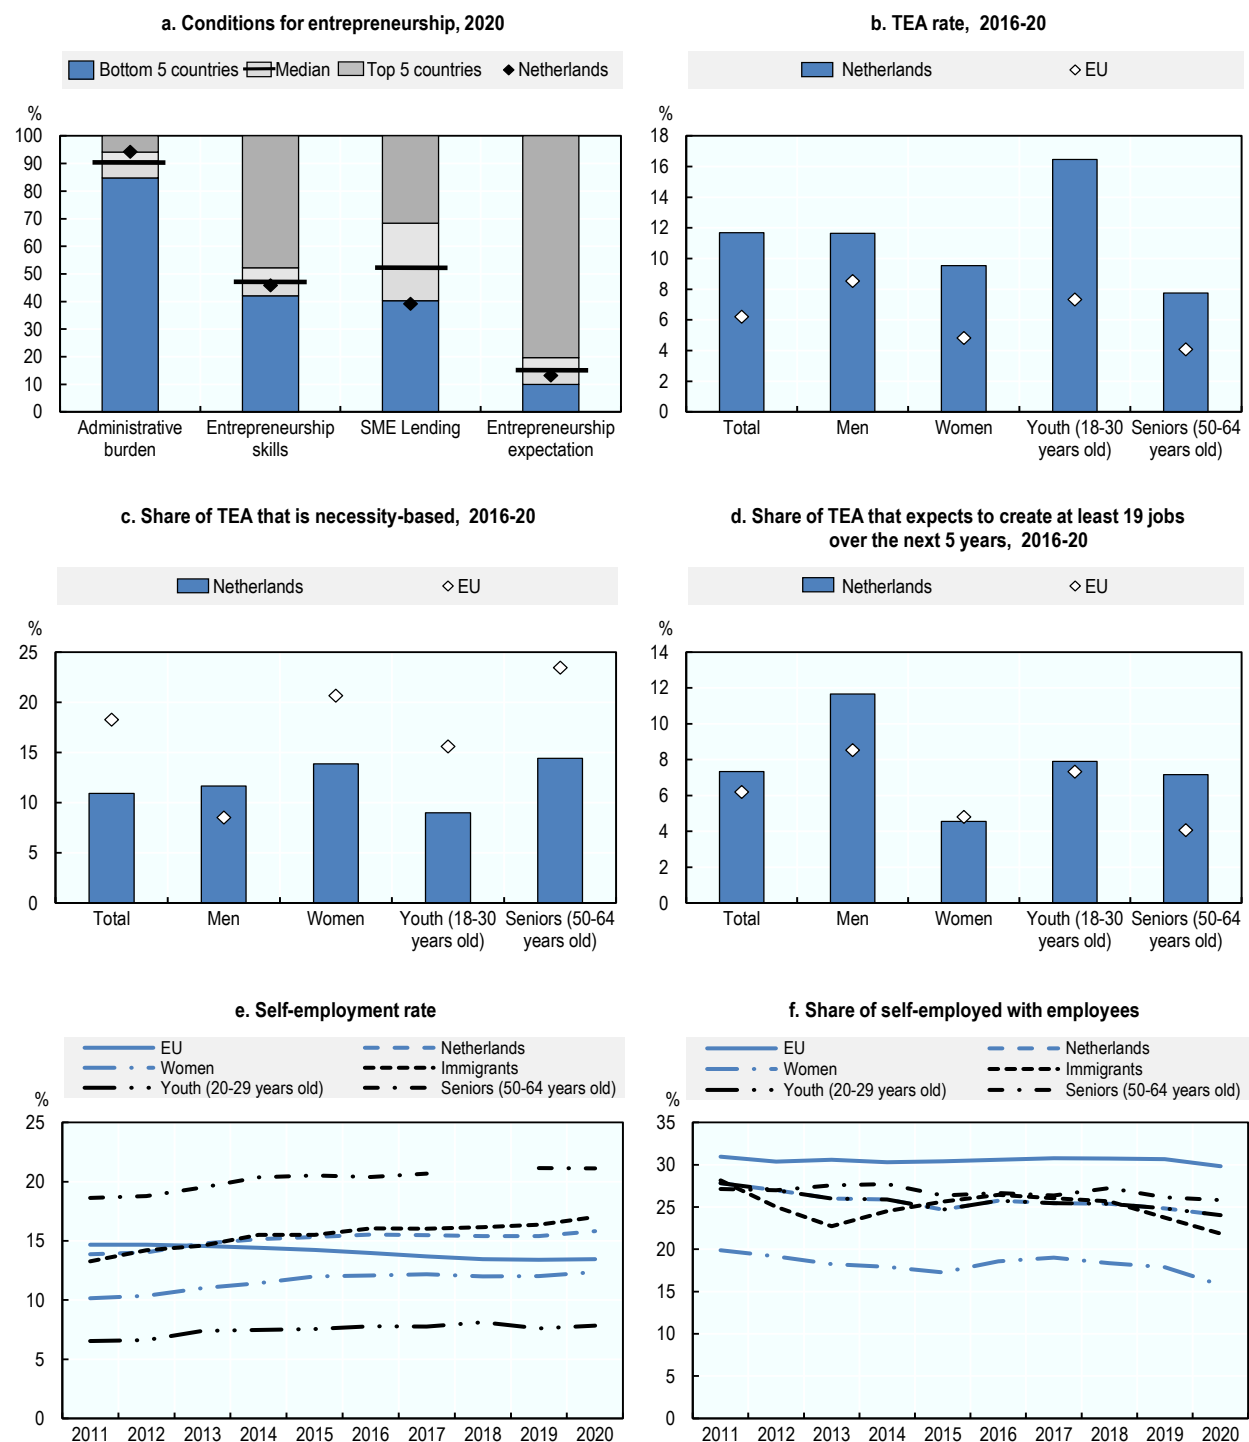 a. Conditions for entrepreneurship, 2020
Bottom 5 countries Median Top 5 countries Netherlands
%
100
90
80
70
60
50
40
30
20
10
0
Administrative burden
Entrepreneurship skills
SME Lending
Entrepreneurship expectation
b. TEA rate, 2016-20
Netherlands EU
%
18
16
14
12
10
8
6
4
2
0
Total
Men
Women
Youth (18-30 years old)
Seniors (50-64 years old)
c. Share of TEA that is necessity-based, 2016-20
Netherlands EU
%
25
20
15
10
5
0
Total
Men
Women
Youth (18-30 years old)
Seniors (50-64 years old)
d. Share of TEA that expects to create at least 19 jobs
over the next 5 years, 2016-20
Netherlands EU
%
14
12
10
8
6
4
2
0
Total
Men
Women
Youth (18-30 years old)
Seniors (50-64 years old)
e. Self-employment rate
EU Netherlands
Women Immigrants
Youth (20-29 years old) Seniors (50-64 years old)
%
25
20
15
10
5
0
2011 2012 2013 2014 2015 2016 2017 2018 2019 2020
f. Share of self-employed with employees
EU Netherlands
Women Immigrants
Youth (20-29 years old) Seniors (50-64 years old)
%
35
30
25
20
15
10
5
0
2011 2012 2013 2014 2015 2016 2017 2018 2019 2020